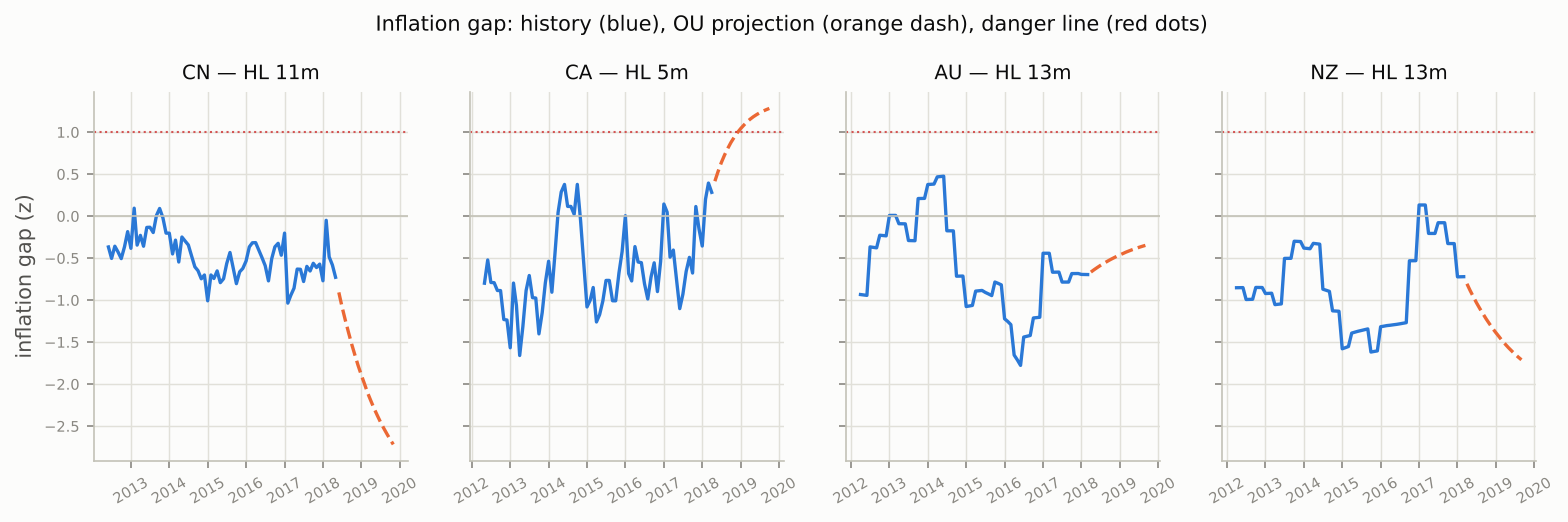 Inflation gap: history (blue), OU projection (orange dash), danger line (red dots)
CN — HL 11m
CA — HL 5m
AU — HL 13m
NZ — HL 13m
inflation gap (z)
1.0
0.5
0.0
−0.5
−1.0
−1.5
−2.0
−2.5
2013 2014 2015 2016 2017 2018 2019 2020
2012 2013 2014 2015 2016 2017 2018 2019 2020
2012 2013 2014 2015 2016 2017 2018 2019 2020
2012 2013 2014 2015 2016 2017 2018 2019 2020